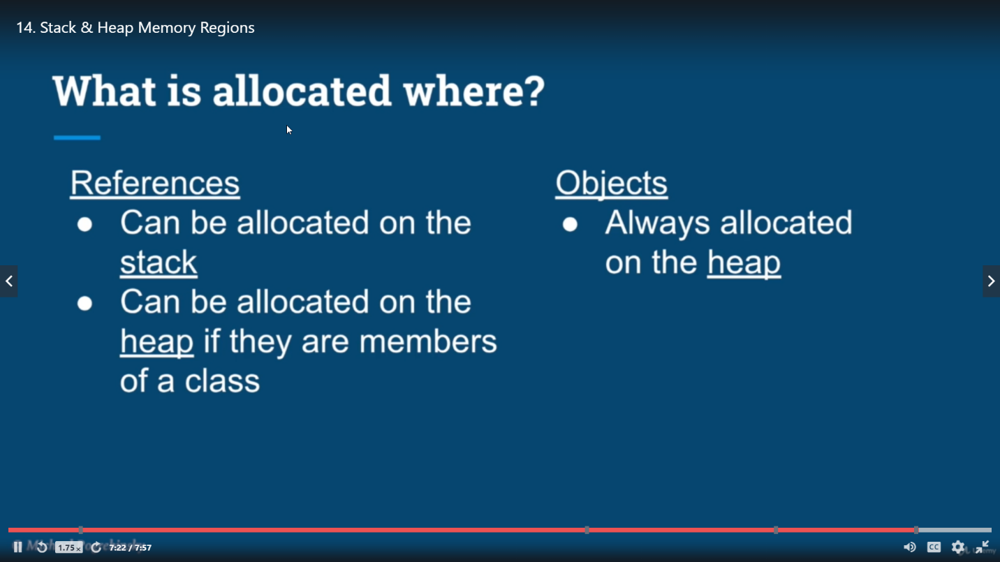 14. Stack & Heap Memory Regions
What is allocated where?
References
● Can be allocated on the
stack
● Can be allocated on the
heap if they are members
of a class
Objects
● Always allocated
on the heap
1.75x
7:22 / 7:57
CC